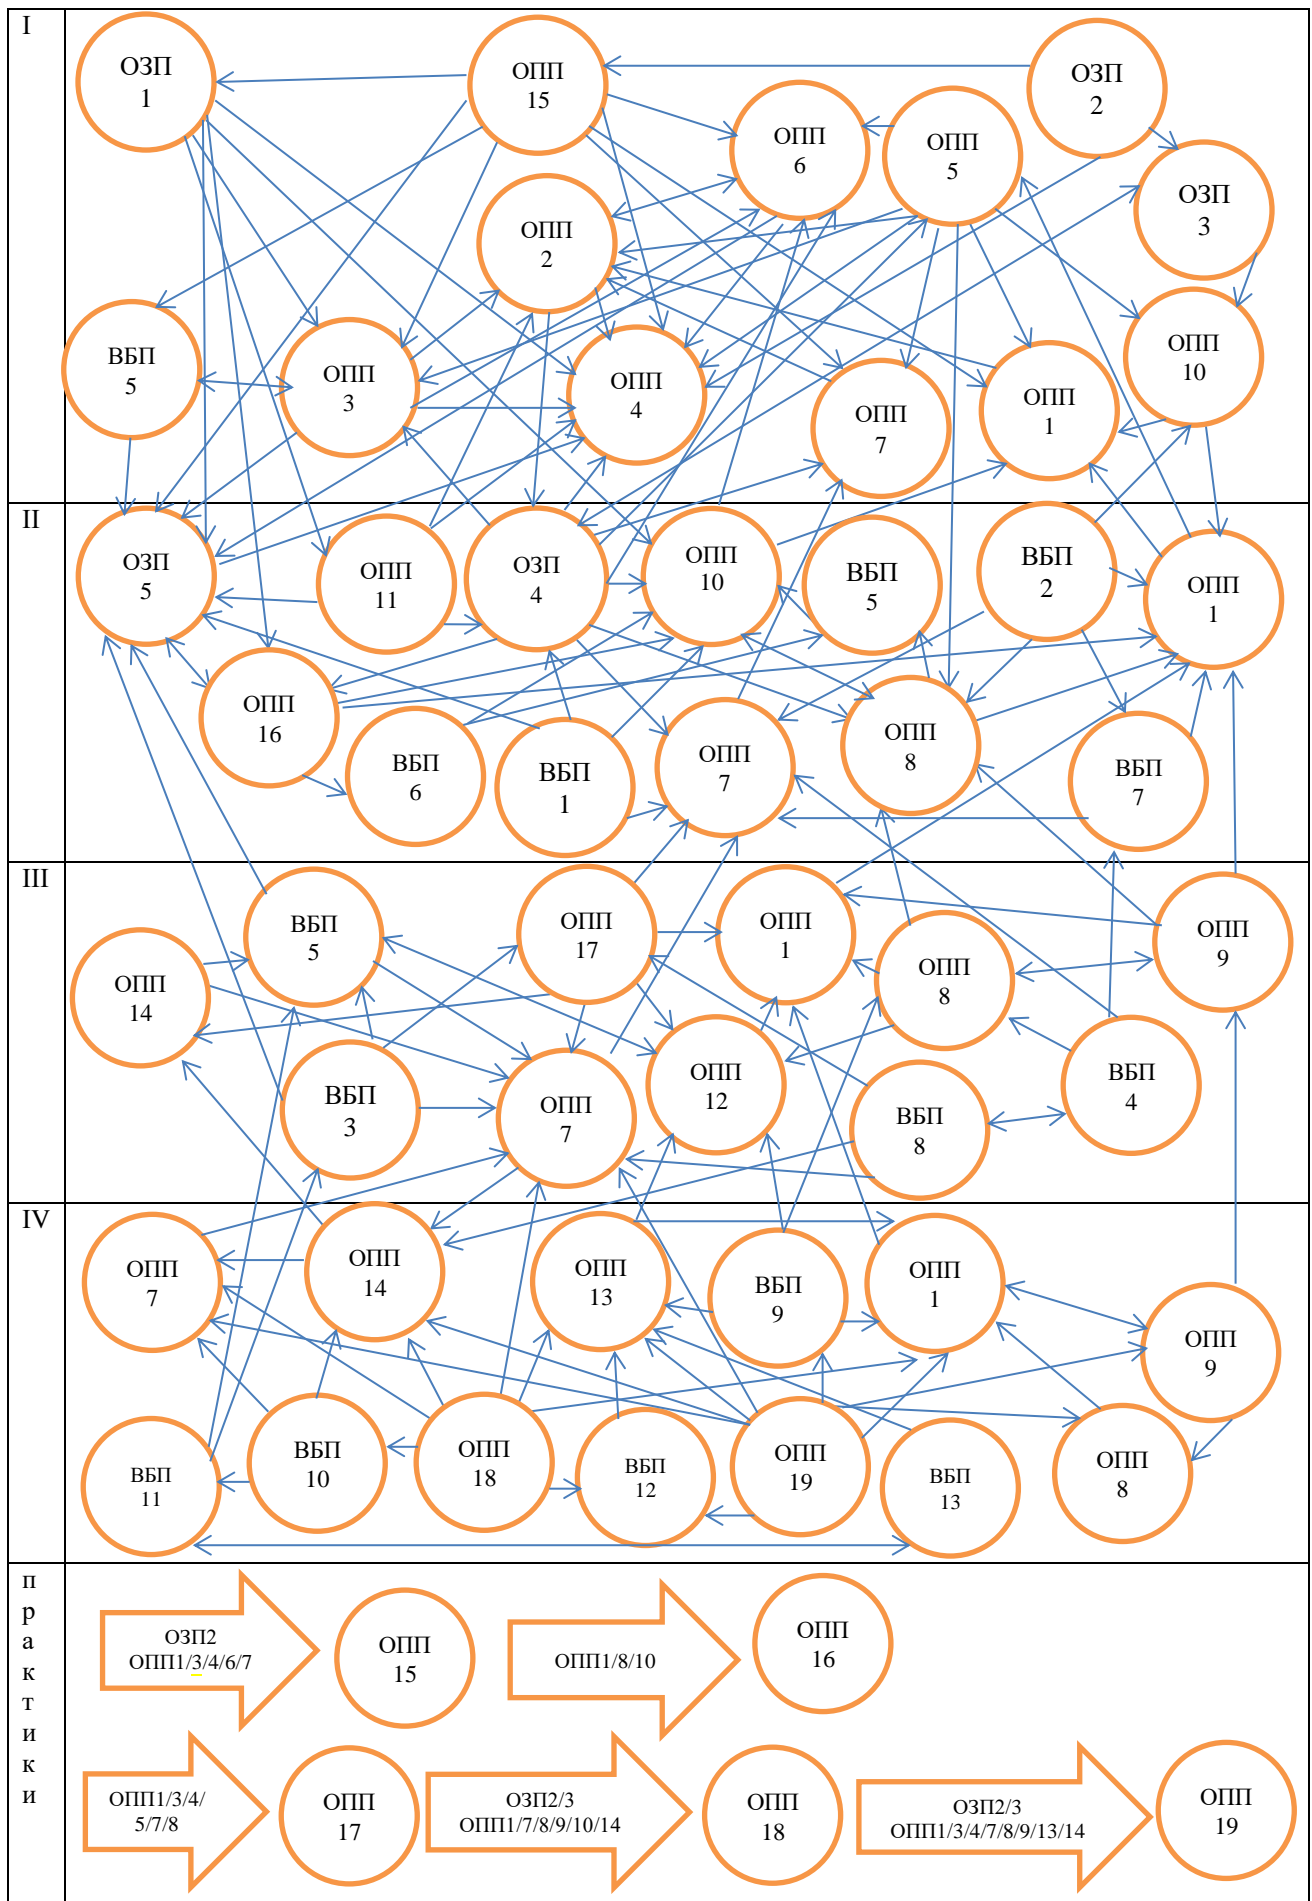 I
ОЗП
1
ОПП
15
ОЗП
2
ОПП
6
ОПП
5
ОЗП
3
ОПП
2
ВБП
5
ОПП
3
ОПП
4
ОПП
7
ОПП
1
ОПП
10
II
ОЗП
5
ОПП
11
ОЗП
4
ОПП
10
ВБП
5
ВБП
2
ОПП
1
ОПП
16
ВБП
6
ВБП
1
ОПП
7
ОПП
8
ВБП
7
III
ОПП
14
ВБП
5
ОПП
17
ОПП
1
ОПП
8
ОПП
9
ВБП
3
ОПП
7
ОПП
12
ВБП
8
ВБП
4
IV
ОПП
7
ОПП
14
ОПП
13
ВБП
9
ОПП
1
ОПП
9
ВБП
11
ВБП
10
ОПП
18
ВБП
12
ОПП
19
ВБП
13
ОПП
8
п
р
а
к
т
и
к
и
ОЗП2
ОПП1/3/4/6/7
ОПП
15
ОПП1/8/10
ОПП
16
ОПП1/3/4/
5/7/8
ОПП
17
ОЗП2/3
ОПП1/7/8/9/10/14
ОПП
18
ОЗП2/3
ОПП1/3/4/7/8/9/13/14
ОПП
19